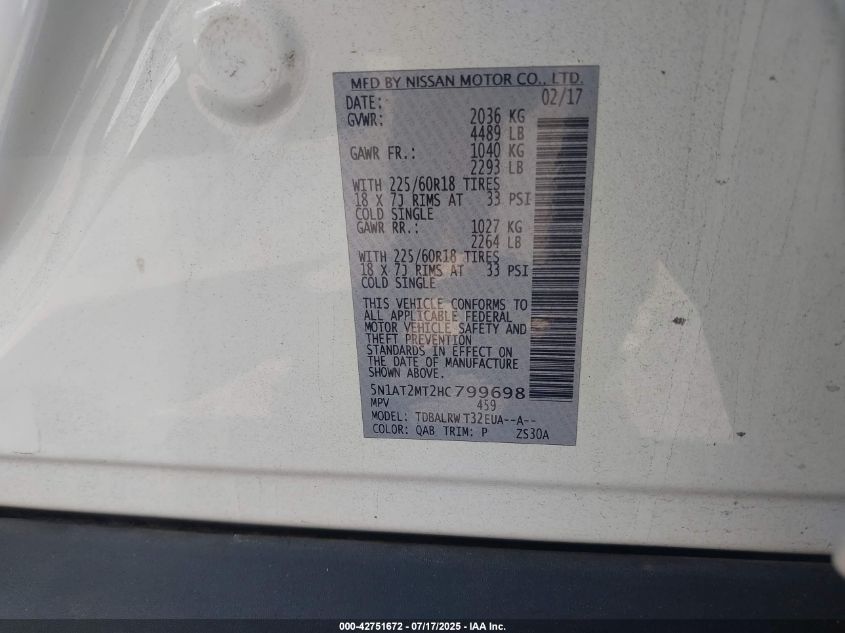 MFD BY NISSAN MOTOR CO., LTD.
DATE: 02/17
GVWR: 2036 KG
4489 LB
GAWR FR.: 1040 KG
2293 LB
WITH 225/60R18 TIRES
18 X 7J RIMS AT 33 PSI
COLD SINGLE
GAWR RR.: 1027 KG
2264 LB
WITH 225/60R18 TIRES
18 X 7J RIMS AT 33 PSI
COLD SINGLE
THIS VEHICLE CONFORMS TO
ALL APPLICABLE FEDERAL
MOTOR VEHICLE SAFETY AND
THEFT PREVENTION
STANDARDS IN EFFECT ON
THE DATE OF MANUFACTURE
SHOWN ABOVE.
5N1AT2MT2HC799698
MPV 459
MODEL: TDBALRWT32EUA--A--
COLOR: QAB TRIM: P ZS30A
000-42751672 - 07/17/2025 - IAA Inc.